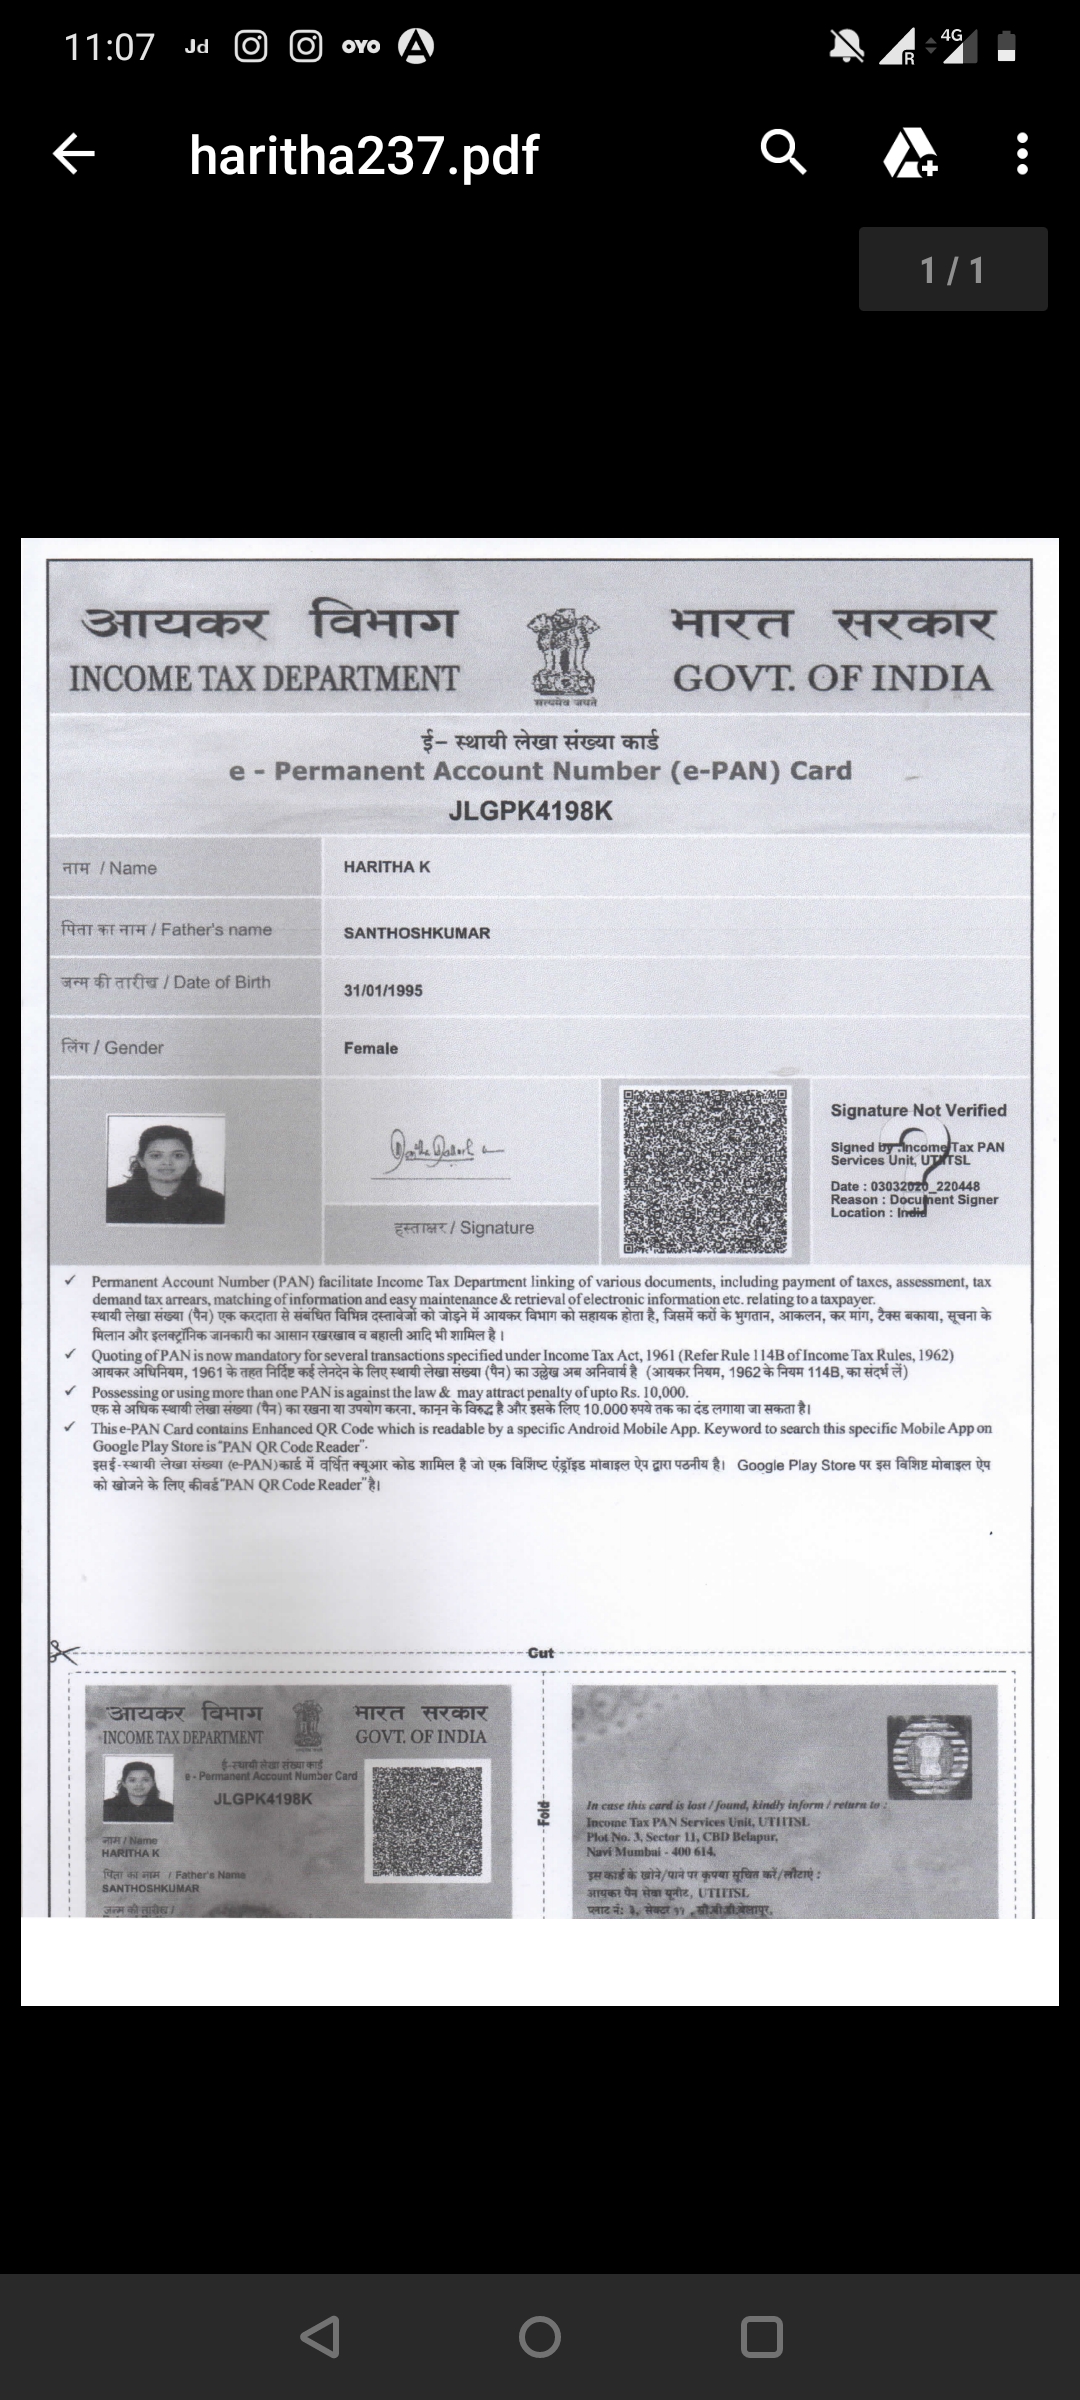 11:07 Jd OYO 4G R
haritha237.pdf
1 / 1
आयकर विभाग भारत सरकार
INCOME TAX DEPARTMENT GOVT. OF INDIA
सत्यमेव जयते
ई- स्थायी लेखा संख्या कार्ड
e - Permanent Account Number (e-PAN) Card
JLGPK4198K
नाम / Name HARITHA K
पिता का नाम / Father's name SANTHOSHKUMAR
जन्म की तारीख / Date of Birth 31/01/1995
लिंग / Gender Female
Signature Not Verified
Signed by :Income Tax PAN
Services Unit, UTIITSL
Date : 03032020_220448
Reason : Document Signer
Location : India
हस्ताक्षर / Signature
✓ Permanent Account Number (PAN) facilitate Income Tax Department linking of various documents, including payment of taxes, assessment, tax
demand tax arrears, matching of information and easy maintenance & retrieval of electronic information etc. relating to a taxpayer.
स्थायी लेखा संख्या (पैन) एक करदाता से संबंधित विभिन्न दस्तावेजों को जोड़ने में आयकर विभाग को सहायक होता है, जिसमें करों के भुगतान, आकलन, कर मांग, टैक्स बकाया, सूचना के
मिलान और इलक्ट्रॉनिक जानकारी का आसान रखरखाव व बहाली आदि भी शामिल है ।
✓ Quoting of PAN is now mandatory for several transactions specified under Income Tax Act, 1961 (Refer Rule 114B of Income Tax Rules, 1962)
आयकर अधिनियम, 1961 के तहत निर्दिष्ट कई लेनदेन के लिए स्थायी लेखा संख्या (पैन) का उल्लेख अब अनिवार्य है (आयकर नियम, 1962 के नियम 114B, का संदर्भ लें)
✓ Possessing or using more than one PAN is against the law & may attract penalty of upto Rs. 10,000.
एक से अधिक स्थायी लेखा संख्या (पैन) का रखना या उपयोग करना, कानून के विरुद्ध है और इसके लिए 10,000 रुपये तक का दंड लगाया जा सकता है।
✓ This e-PAN Card contains Enhanced QR Code which is readable by a specific Android Mobile App. Keyword to search this specific Mobile App on
Google Play Store is "PAN QR Code Reader".
इस ई-स्थायी लेखा संख्या (e-PAN) कार्ड में वर्धित क्यूआर कोड शामिल है जो एक विशिष्ट एंड्रॉइड मोबाइल ऐप द्वारा पठनीय है। Google Play Store पर इस विशिष्ट मोबाइल ऐप
को खोजने के लिए कीवर्ड "PAN QR Code Reader" है।
Cut
आयकर विभाग भारत सरकार
INCOME TAX DEPARTMENT GOVT. OF INDIA
ई-स्थायी लेखा संख्या कार्ड
e - Permanent Account Number Card
JLGPK4198K
नाम / Name
HARITHA K
पिता का नाम / Father's Name
SANTHOSHKUMAR
जन्म की तारीख /
Fold
In case this card is lost / found, kindly inform / return to :
Income Tax PAN Services Unit, UTIITSL
Plot No. 3, Sector 11, CBD Belapur,
Navi Mumbai - 400 614.
इस कार्ड के खोने/पाने पर कृपया सूचित करें/लौटाएं :
आयकर पैन सेवा यूनीट, UTIITSL
प्लाट नं: ३, सेक्टर ११ , सी.बी.डी.बेलापूर,